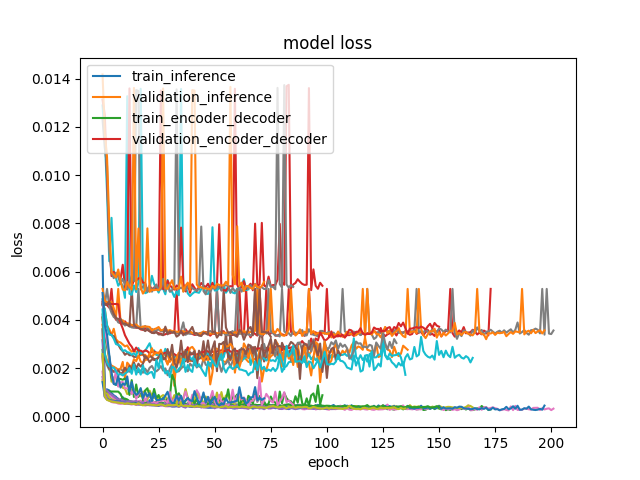 model loss
train_inference
validation_inference
train_encoder_decoder
validation_encoder_decoder
0.014
0.012
0.010
0.008
0.006
0.004
0.002
0.000
loss
0 25 50 75 100 125 150 175 200
epoch